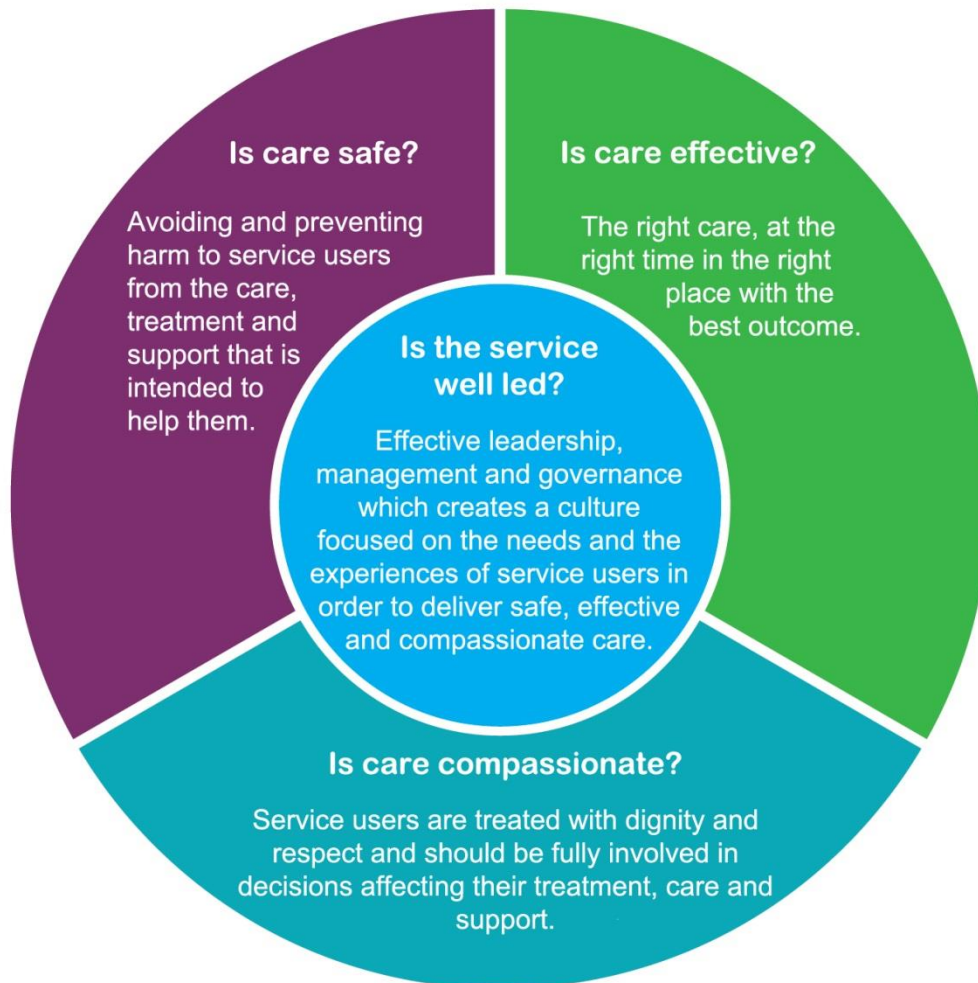 Is care safe?
Avoiding and preventing
harm to service users
from the care,
treatment and
support that is
intended to
help them.
Is care effective?
The right care, at the
right time in the right
place with the
best outcome.
Is the service
well led?
Effective leadership,
management and governance
which creates a culture
focused on the needs and the
experiences of service users in
order to deliver safe, effective
and compassionate care.
Is care compassionate?
Service users are treated with dignity and
respect and should be fully involved in
decisions affecting their treatment, care and
support.